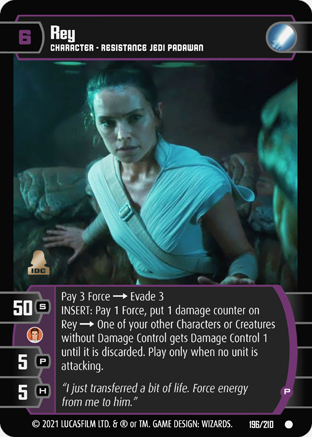 6
Rey
CHARACTER - RESISTANCE JEDI PADAWAN
IDC
50 S
5 P
5 H
Pay 3 Force → Evade 3
INSERT: Pay 1 Force, put 1 damage counter on
Rey → One of your other Characters or Creatures
without Damage Control gets Damage Control 1
until it is discarded. Play only when no unit is
attacking.
"I just transferred a bit of life. Force energy
from me to him."
P
© 2021 LUCASFILM LTD. & ® or TM. GAME DESIGN: WIZARDS.
196/210